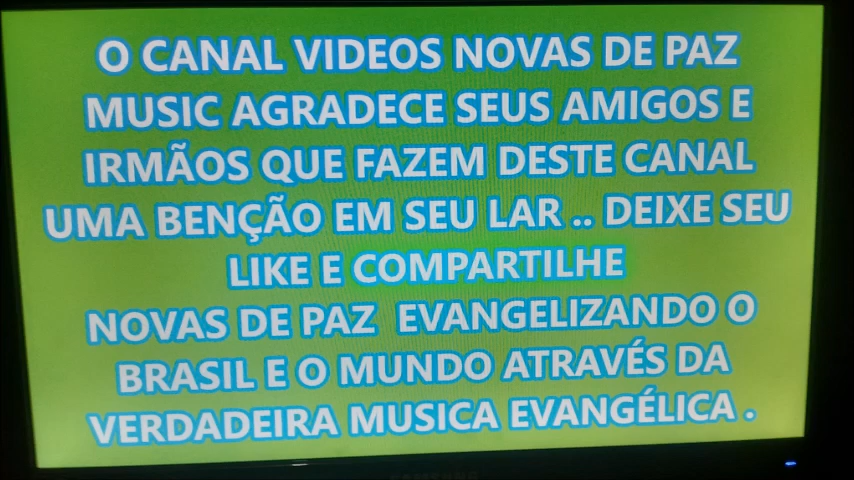 O CANAL VIDEOS NOVAS DE PAZ
MUSIC AGRADECE SEUS AMIGOS E
IRMÃOS QUE FAZEM DESTE CANAL
UMA BENÇÃO EM SEU LAR .. DEIXE SEU
LIKE E COMPARTILHE
NOVAS DE PAZ EVANGELIZANDO O
BRASIL E O MUNDO ATRAVÉS DA
VERDADEIRA MUSICA EVANGÉLICA .